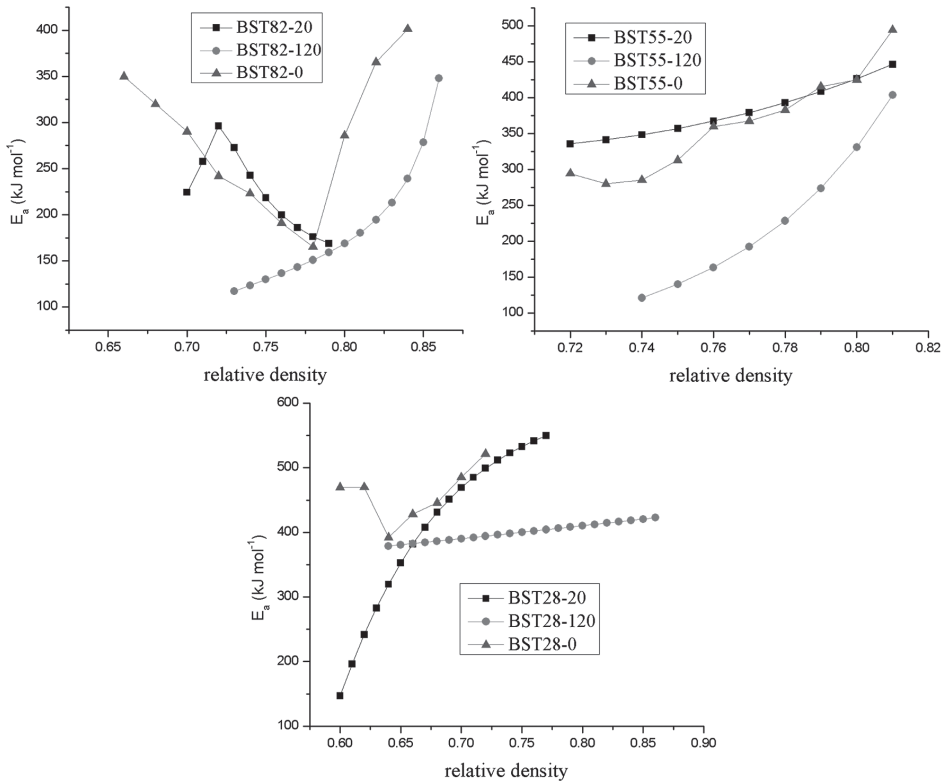 BST82-20
BST82-120
BST82-0
400
350
300
250
200
150
100
E_a (kJ mol⁻¹)
0.65 0.70 0.75 0.80 0.85
relative density
BST55-20
BST55-120
BST55-0
500
450
400
350
300
250
200
150
100
E_a (kJ mol⁻¹)
0.72 0.74 0.76 0.78 0.80 0.82
relative density
600
500
400
300
200
100
E_a (kJ mol⁻¹)
BST28-20
BST28-120
BST28-0
0.60 0.65 0.70 0.75 0.80 0.85 0.90
relative density